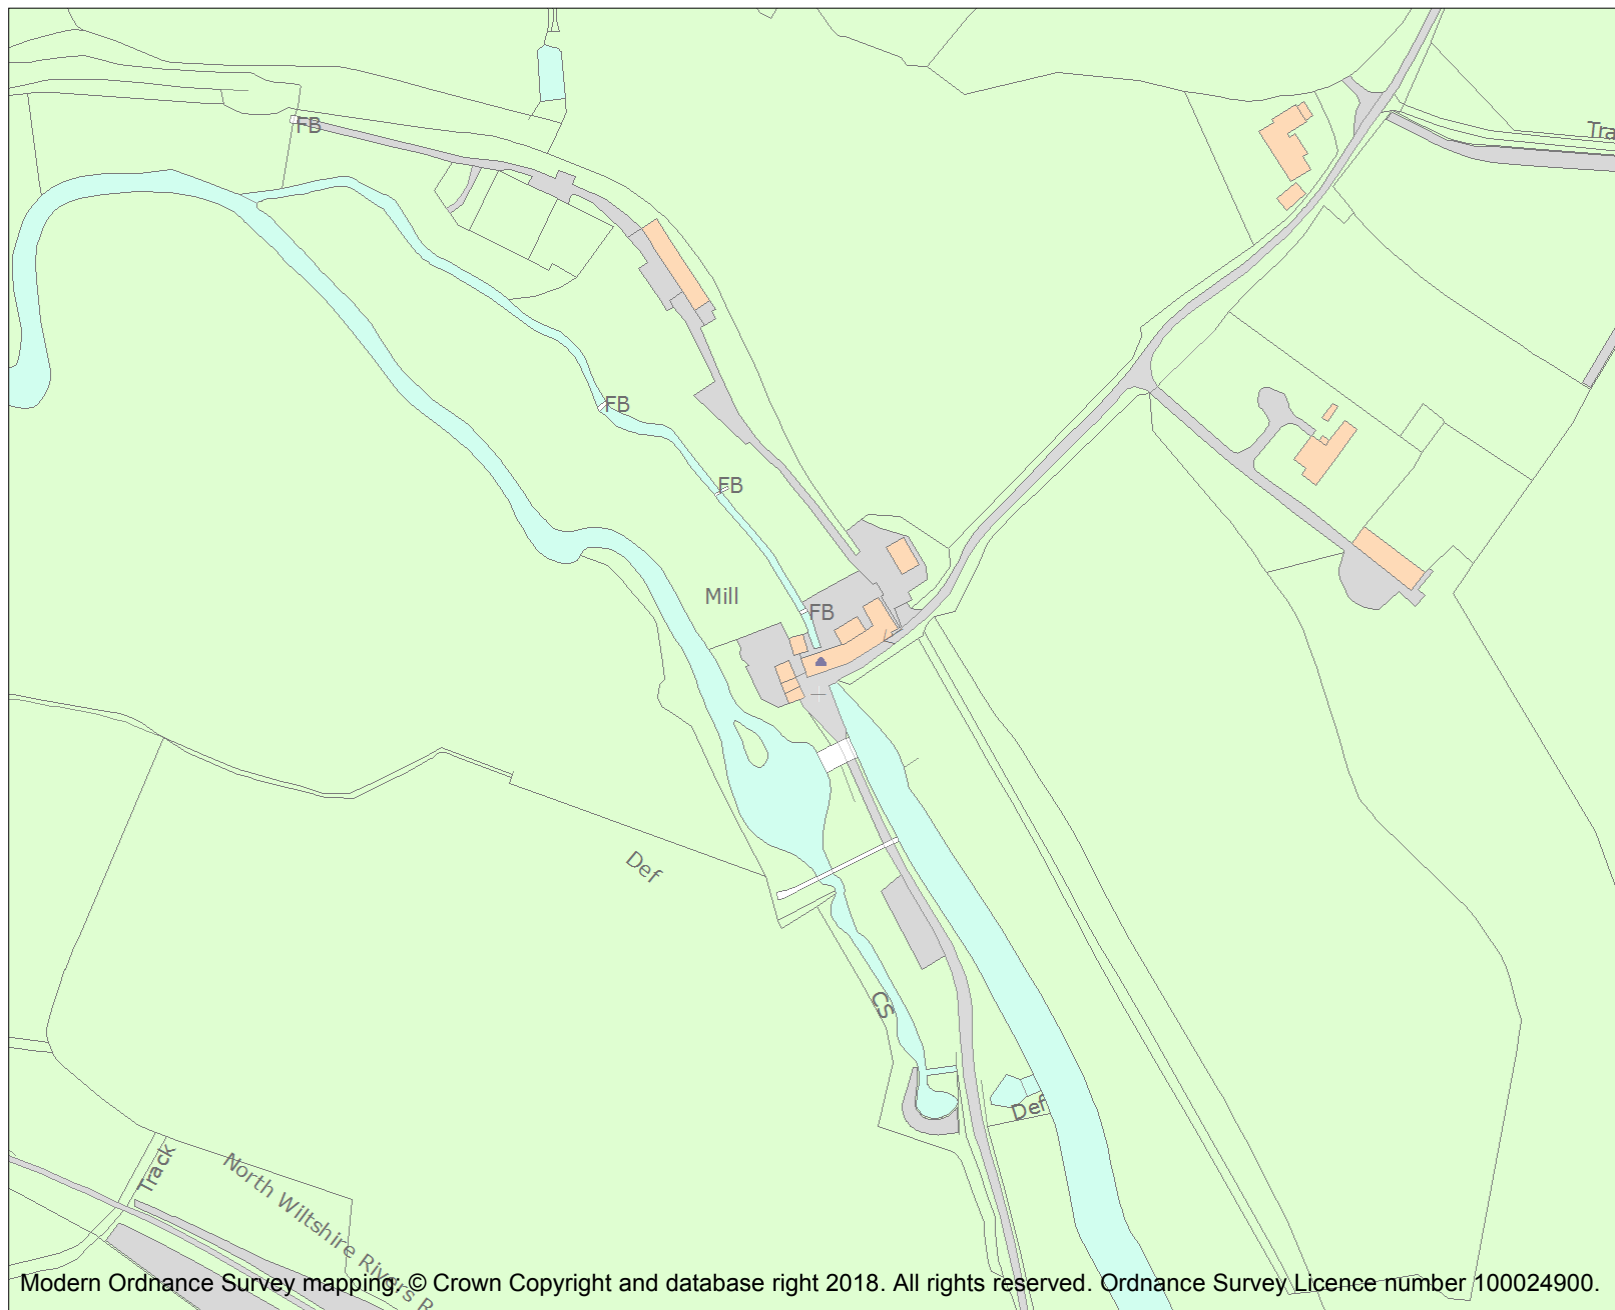 Tra
FB
FB
FB
Mill
FB
Def
CS
Def
Track
North Wiltshire Rivers R
Modern Ordnance Survey mapping: © Crown Copyright and database right 2018. All rights reserved. Ordnance Survey Licence number 100024900.